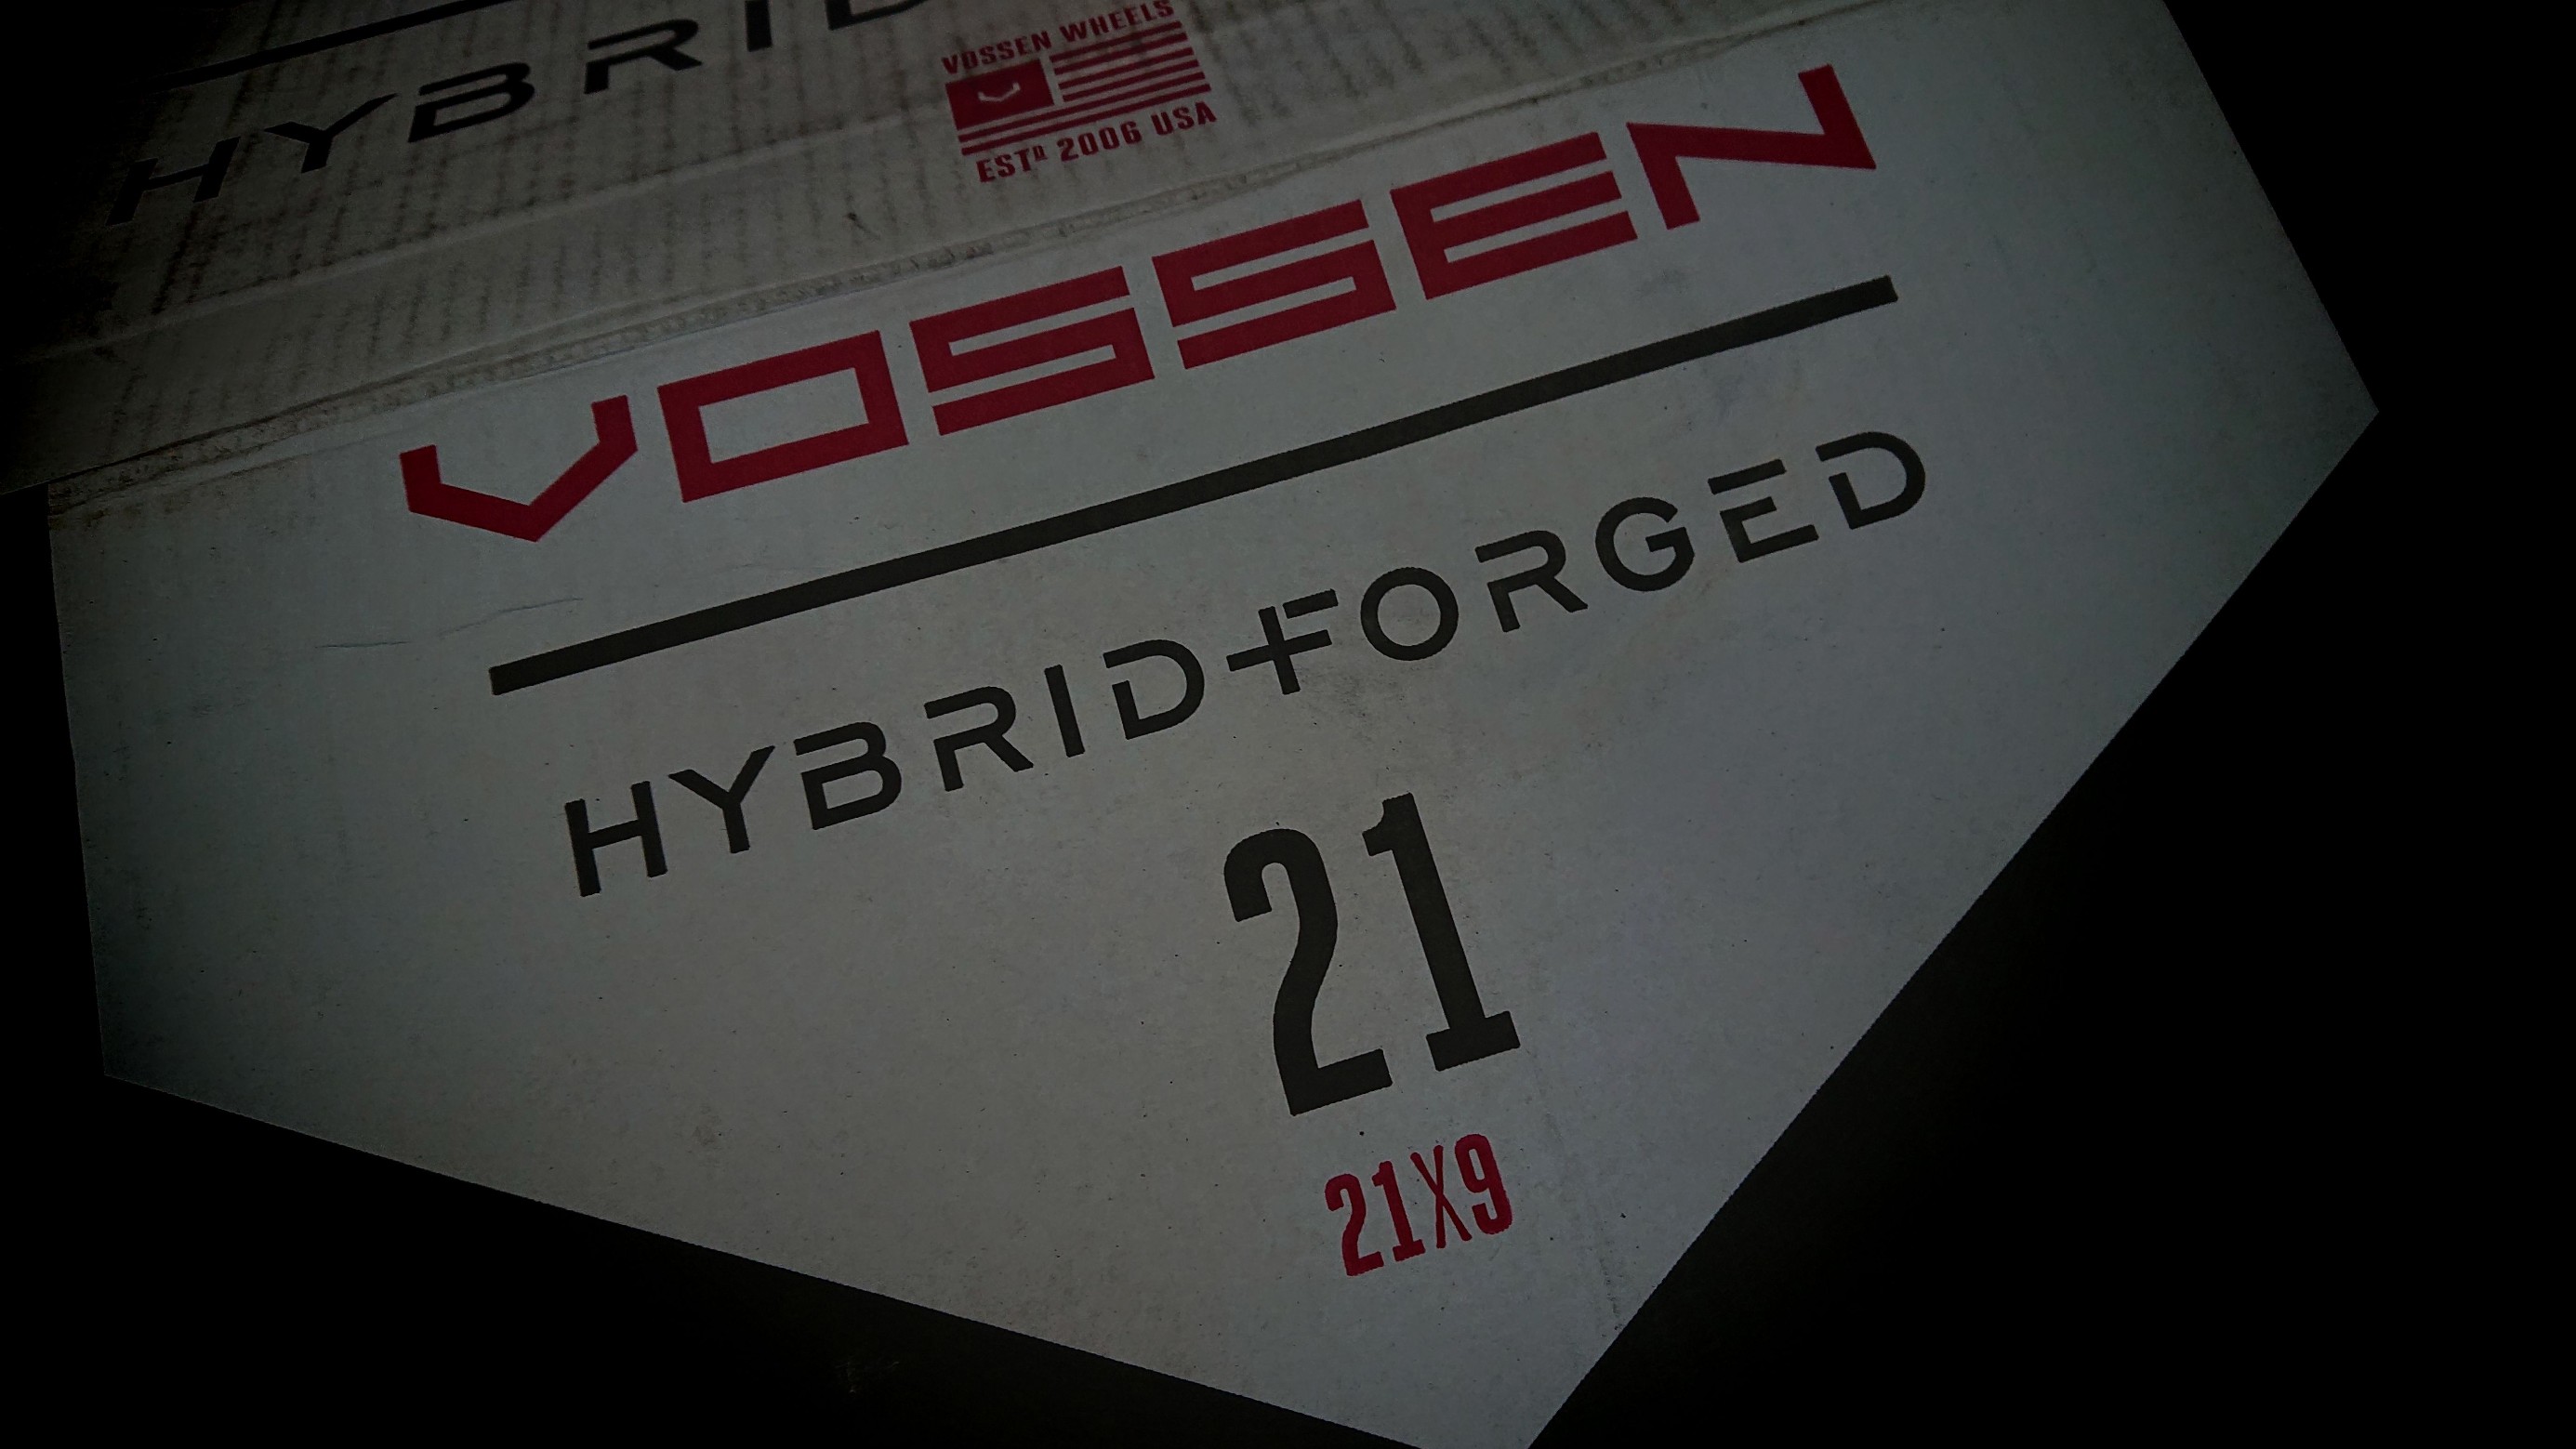 HYBRID
VOSSEN WHEELS
ESTD 2006 USA
VOSSEN
HYBRID FORGED
21
21X9